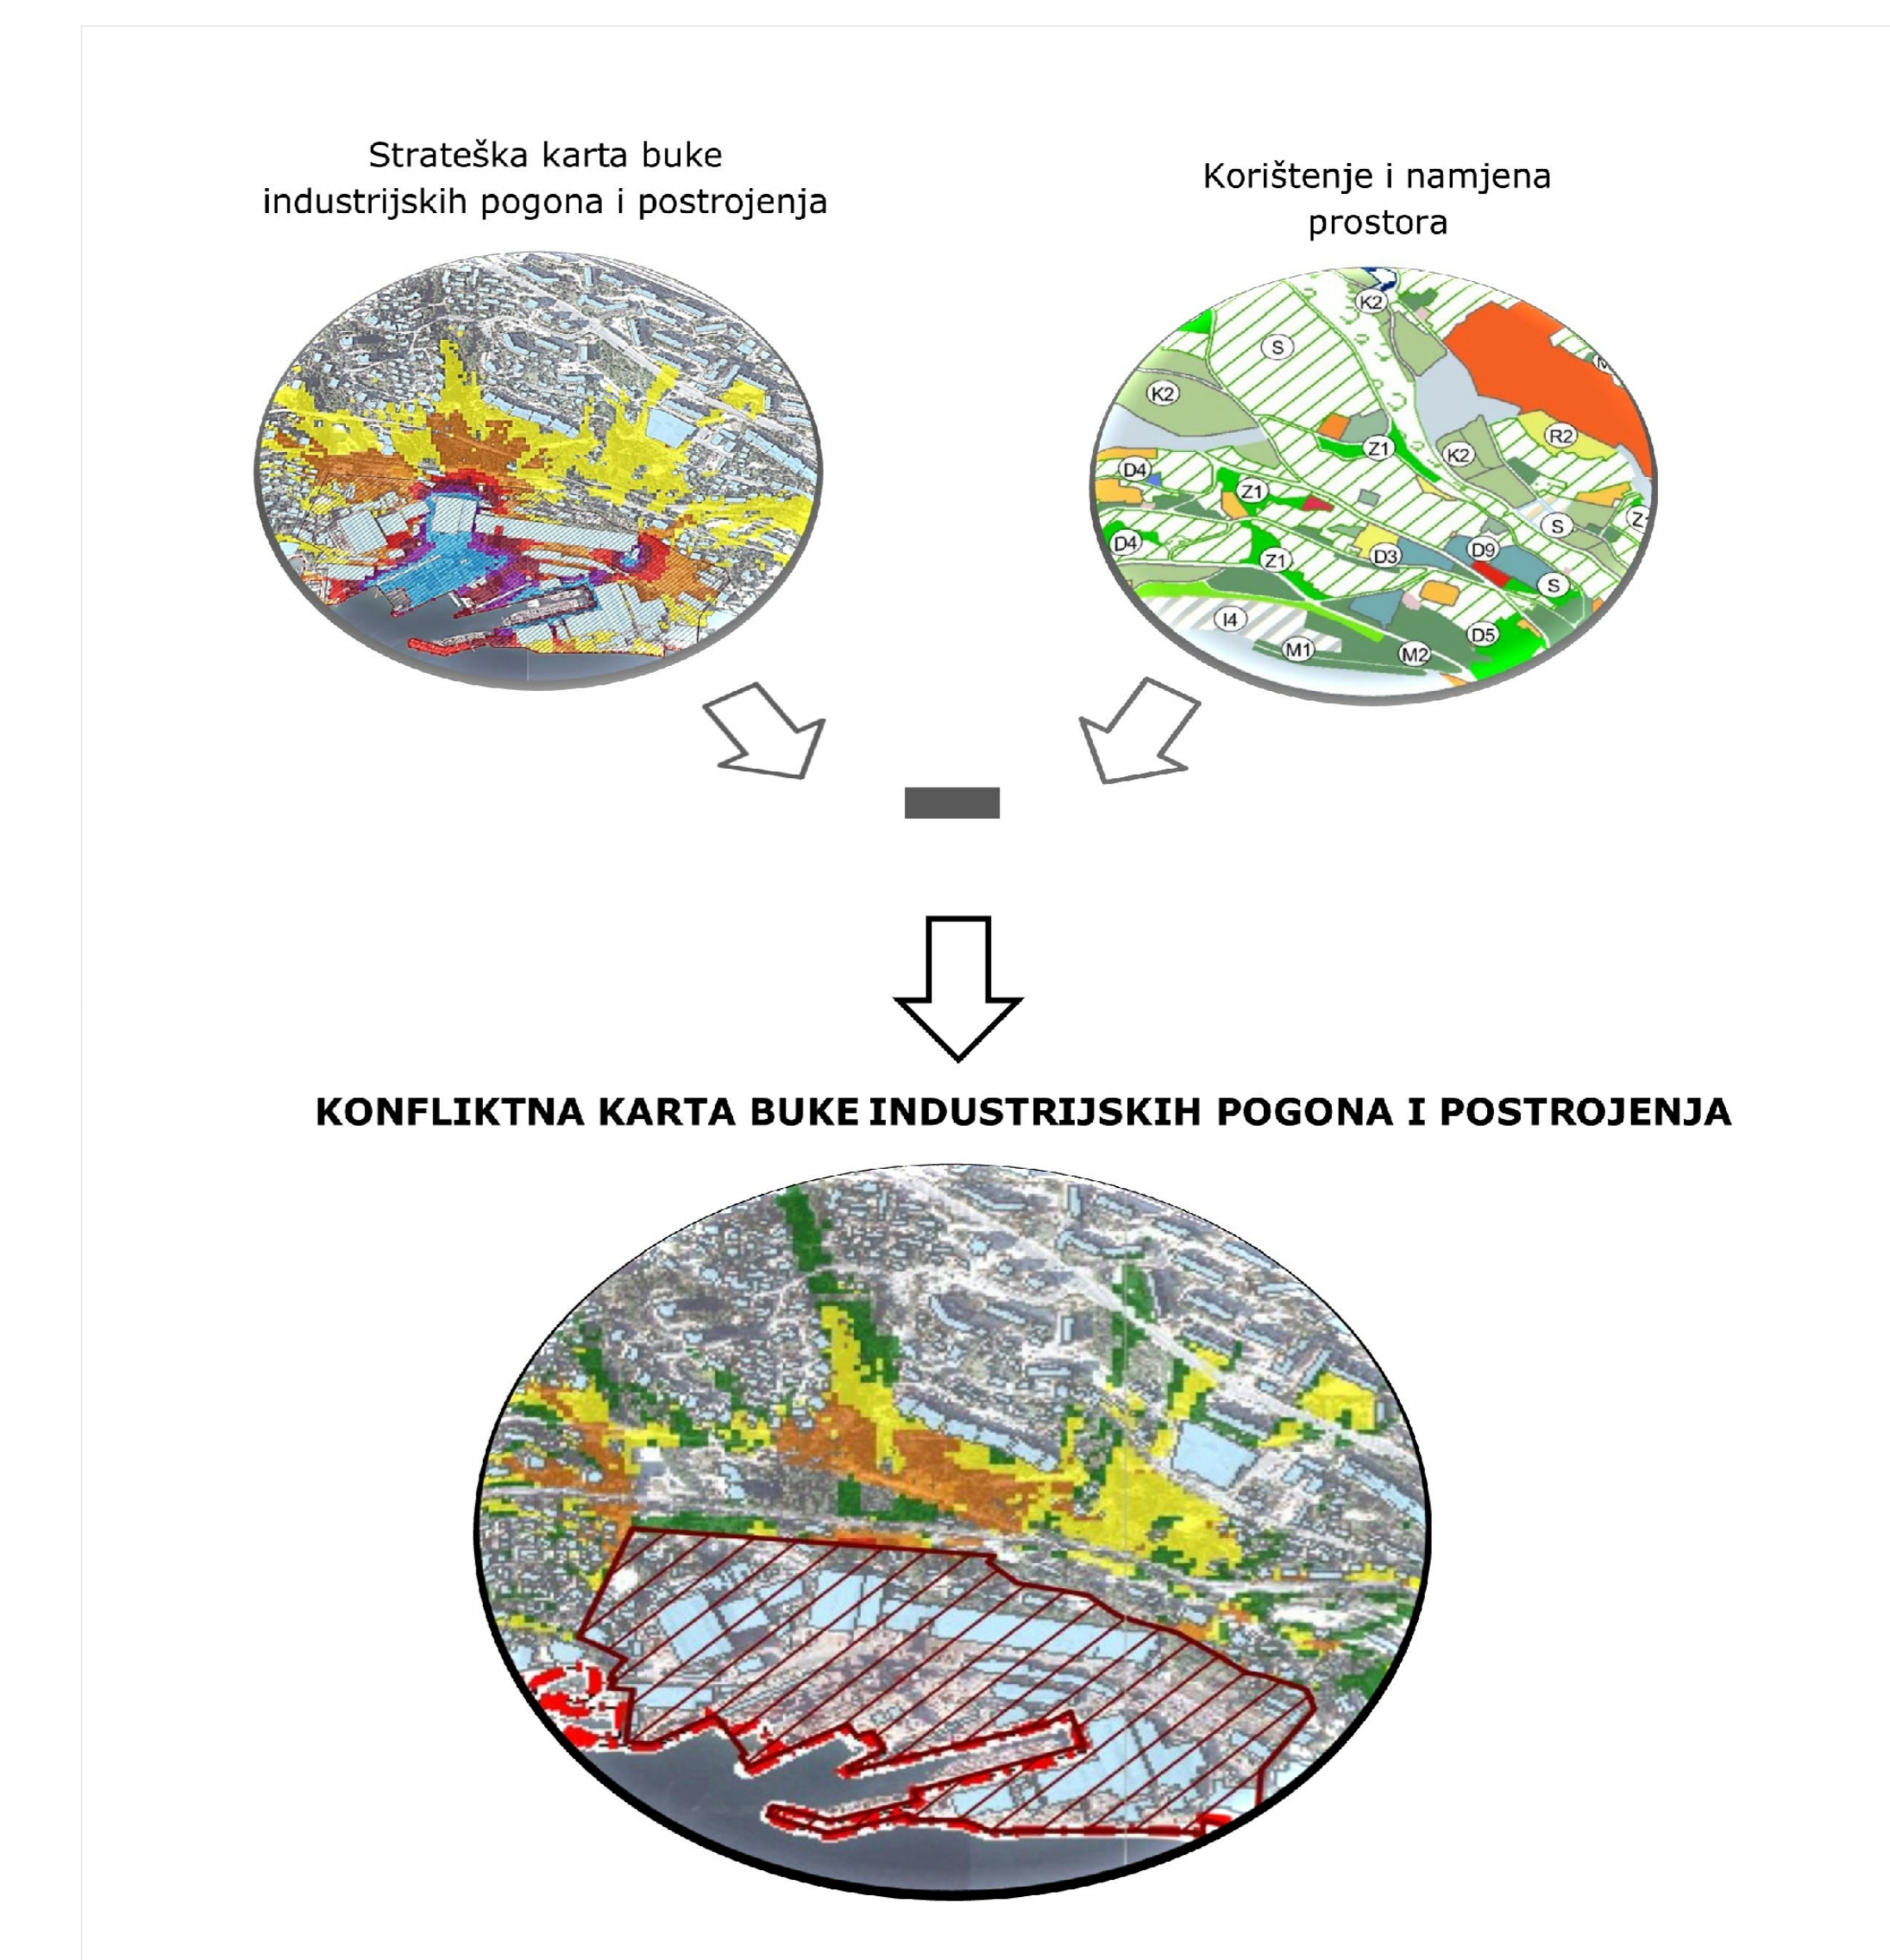 Strateška karta buke
industrijskih pogona i postrojenja
Korištenje i namjena
prostora
K2
S
K2
R2
Z1
K2
D4
Z1
S
D4
D3
D9
Z1
S
I4
D5
M1
M2
KONFLIKTNA KARTA BUKE INDUSTRIJSKIH POGONA I POSTROJENJA